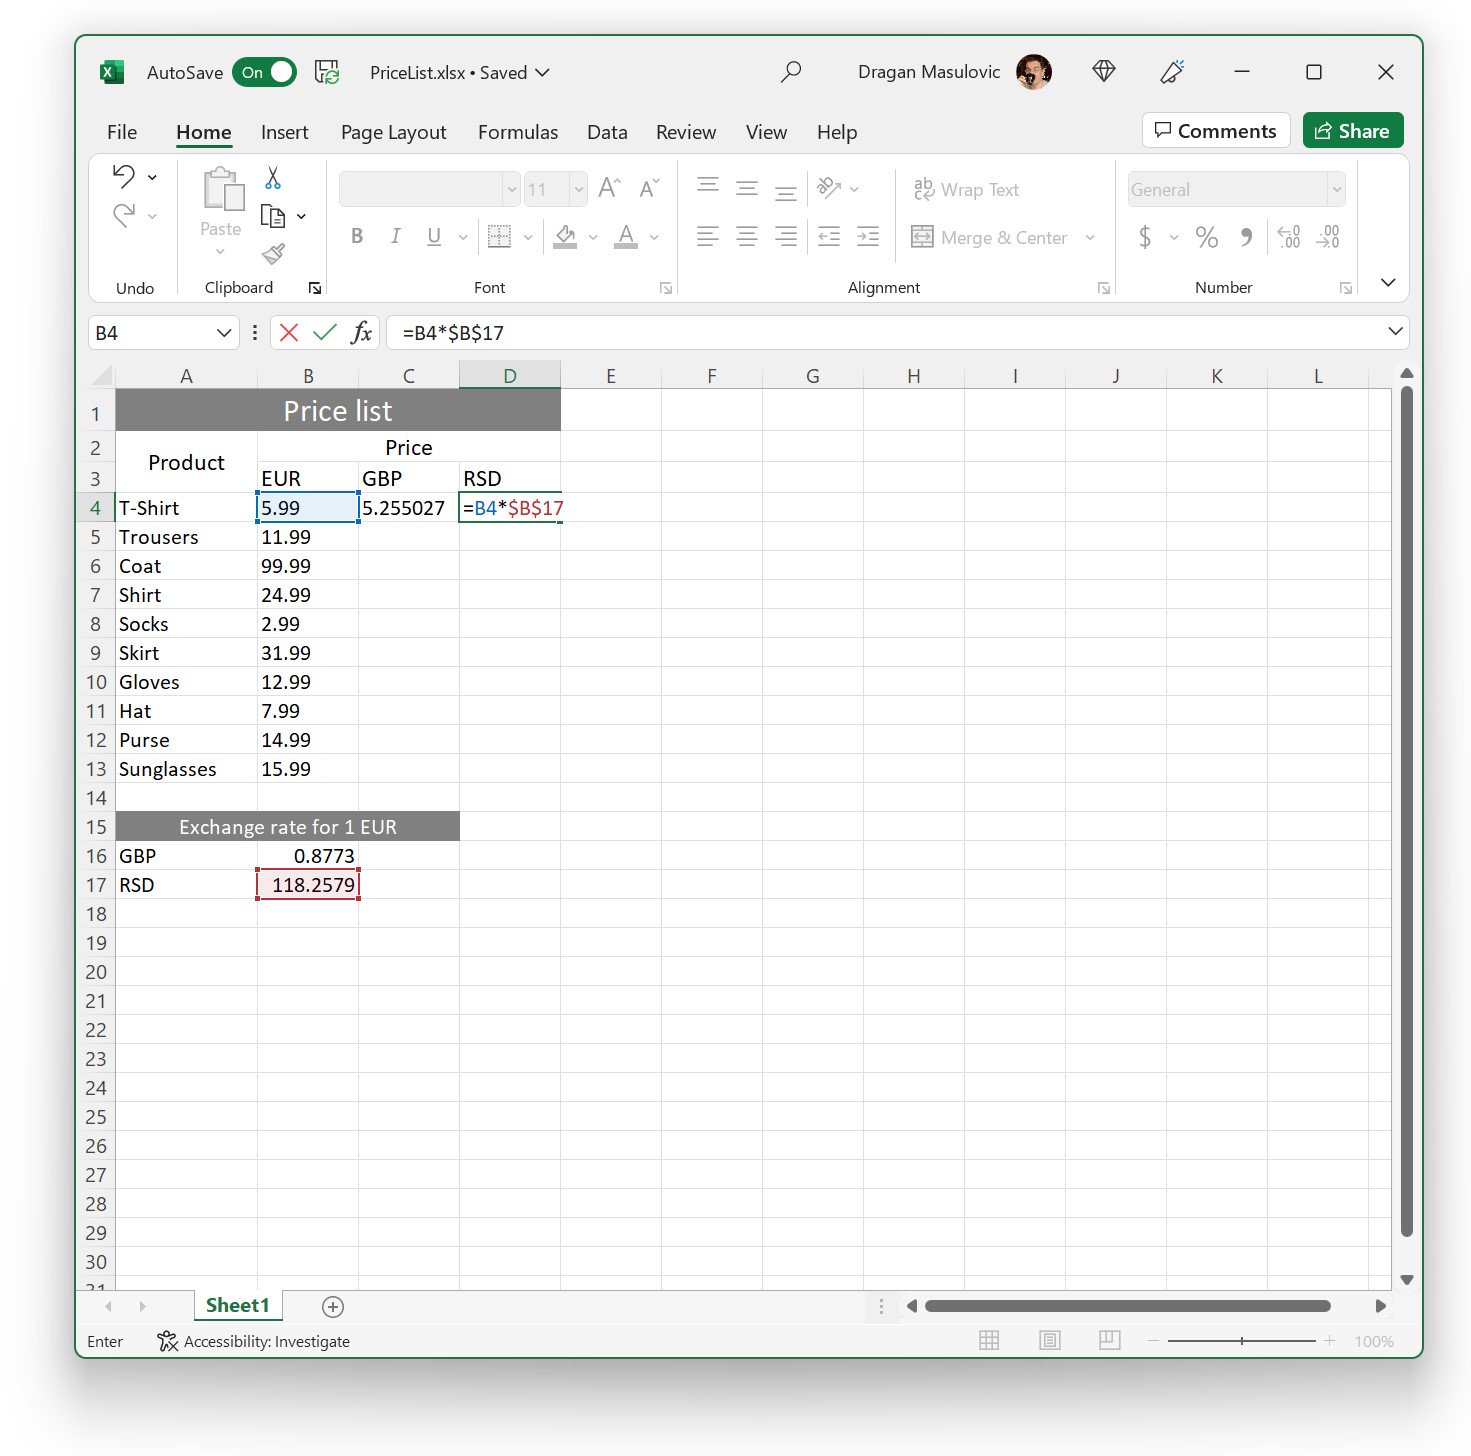 AutoSave On PriceList.xlsx • Saved Dragan Masulovic
File Home Insert Page Layout Formulas Data Review View Help Comments Share
Paste 11 A A ab Wrap Text General
B I U A Merge & Center $ % 9 .00 .00
Undo Clipboard Font Alignment Number
B4 fx =B4*$B$17
A B C D E F G H I J K L
1 Price list
2 Product Price
3 EUR GBP RSD
4 T-Shirt 5.99 5.255027 =B4*$B$17
5 Trousers 11.99
6 Coat 99.99
7 Shirt 24.99
8 Socks 2.99
9 Skirt 31.99
10 Gloves 12.99
11 Hat 7.99
12 Purse 14.99
13 Sunglasses 15.99
14
15 Exchange rate for 1 EUR
16 GBP 0.8773
17 RSD 118.2579
18
19
20
21
22
23
24
25
26
27
28
29
30
Sheet1
Enter Accessibility: Investigate 100%